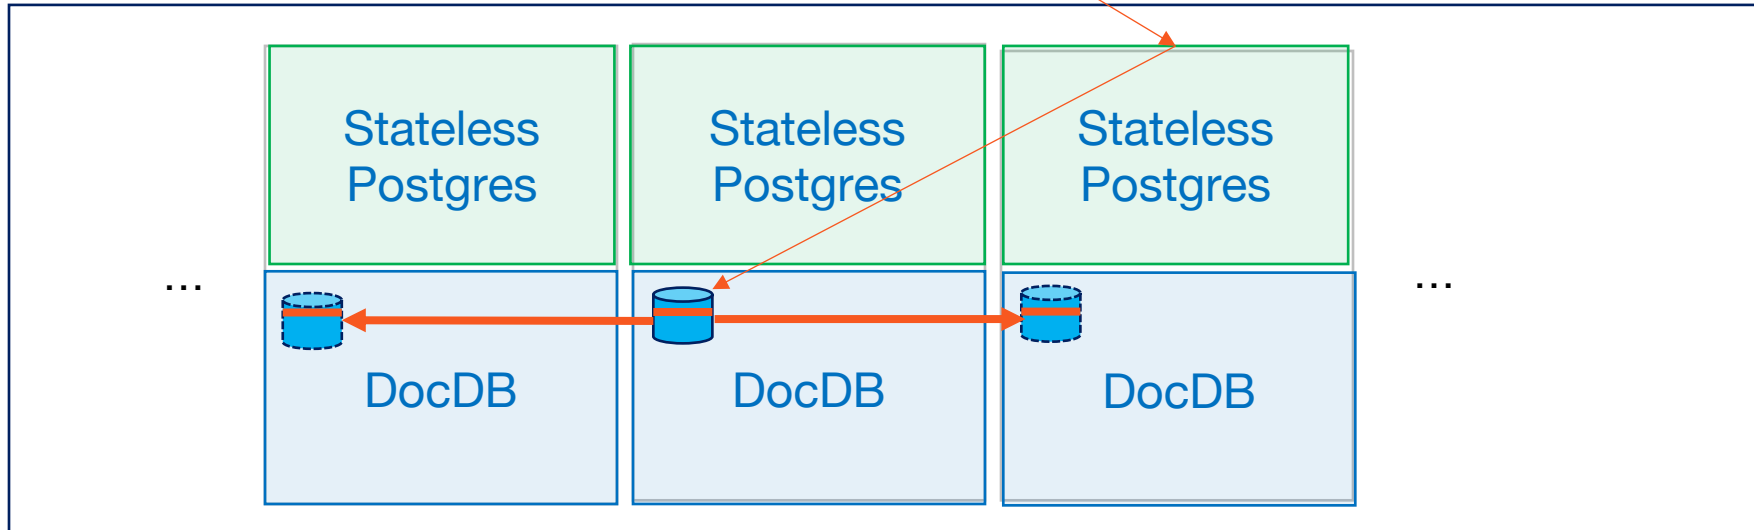 Stateless
Postgres
Stateless
Postgres
Stateless
Postgres
...
...
DocDB
DocDB
DocDB